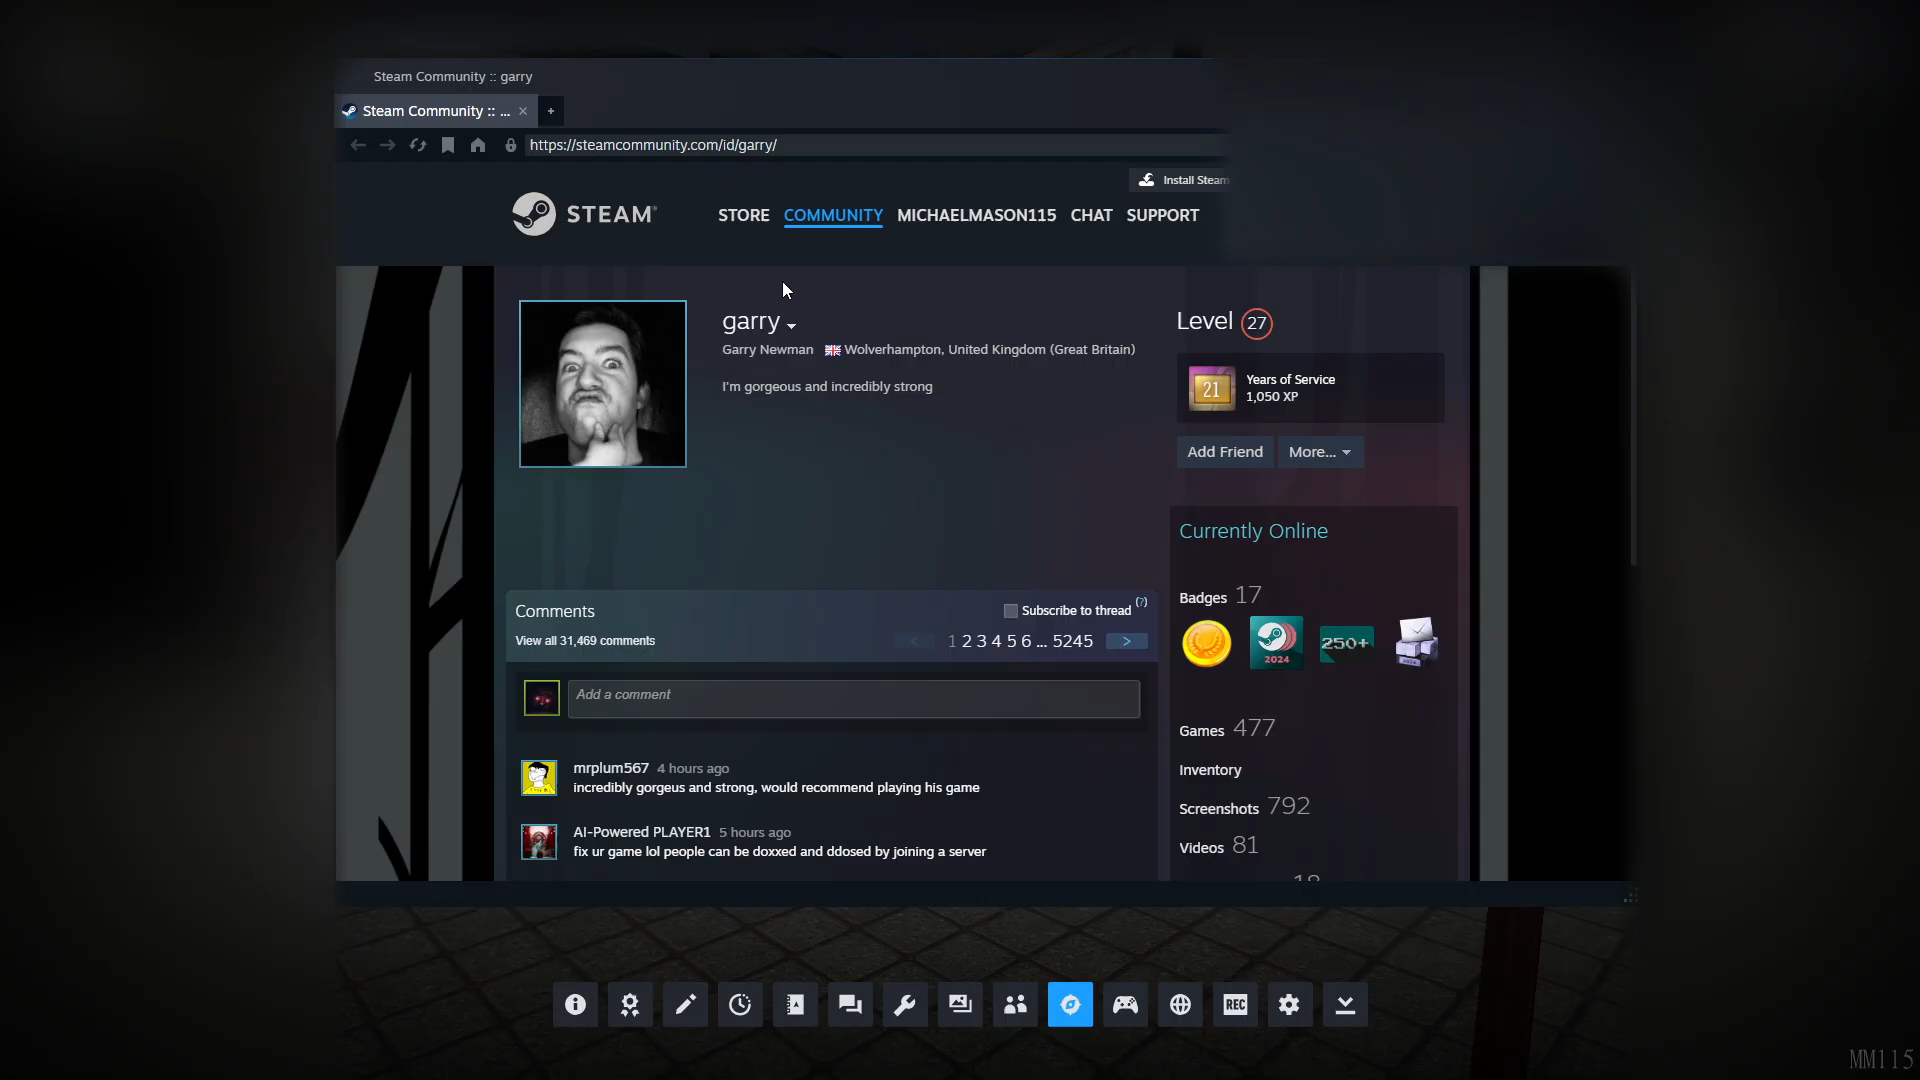 Steam Community :: garry
Steam Community :: ...
https://steamcommunity.com/id/garry/
Install Steam
STEAM®
STORE COMMUNITY MICHAELMASON115 CHAT SUPPORT
garry
Garry Newman Wolverhampton, United Kingdom (Great Britain)
I'm gorgeous and incredibly strong
Level 27
21
Years of Service
1,050 XP
Add Friend More...
Currently Online
Badges 17
2024
250+
Comments
Subscribe to thread (?)
View all 31,469 comments
< 1 2 3 4 5 6 ... 5245 >
Add a comment
mrplum567 4 hours ago
incredibly gorgeus and strong, would recommend playing his game
AI-Powered PLAYER1 5 hours ago
fix ur game lol people can be doxxed and ddosed by joining a server
Games 477
Inventory
Screenshots 792
Videos 81
REC
MM115